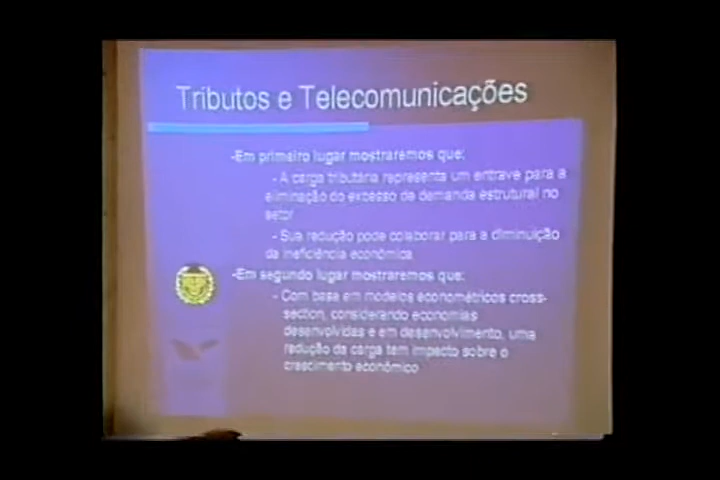 Tributos e Telecomunicações
-Em primeiro lugar mostraremos que:
- A carga tributária representa um entrave para a
eliminação do excesso de demanda estrutural no
setor
- Sua redução pode colaborar para a diminuição
da ineficiência econômica
-Em segundo lugar mostraremos que:
- Com base em modelos econométricos cross-
section, considerando economias
desenvolvidas e em desenvolvimento, uma
redução da carga tem impacto sobre o
crescimento econômico